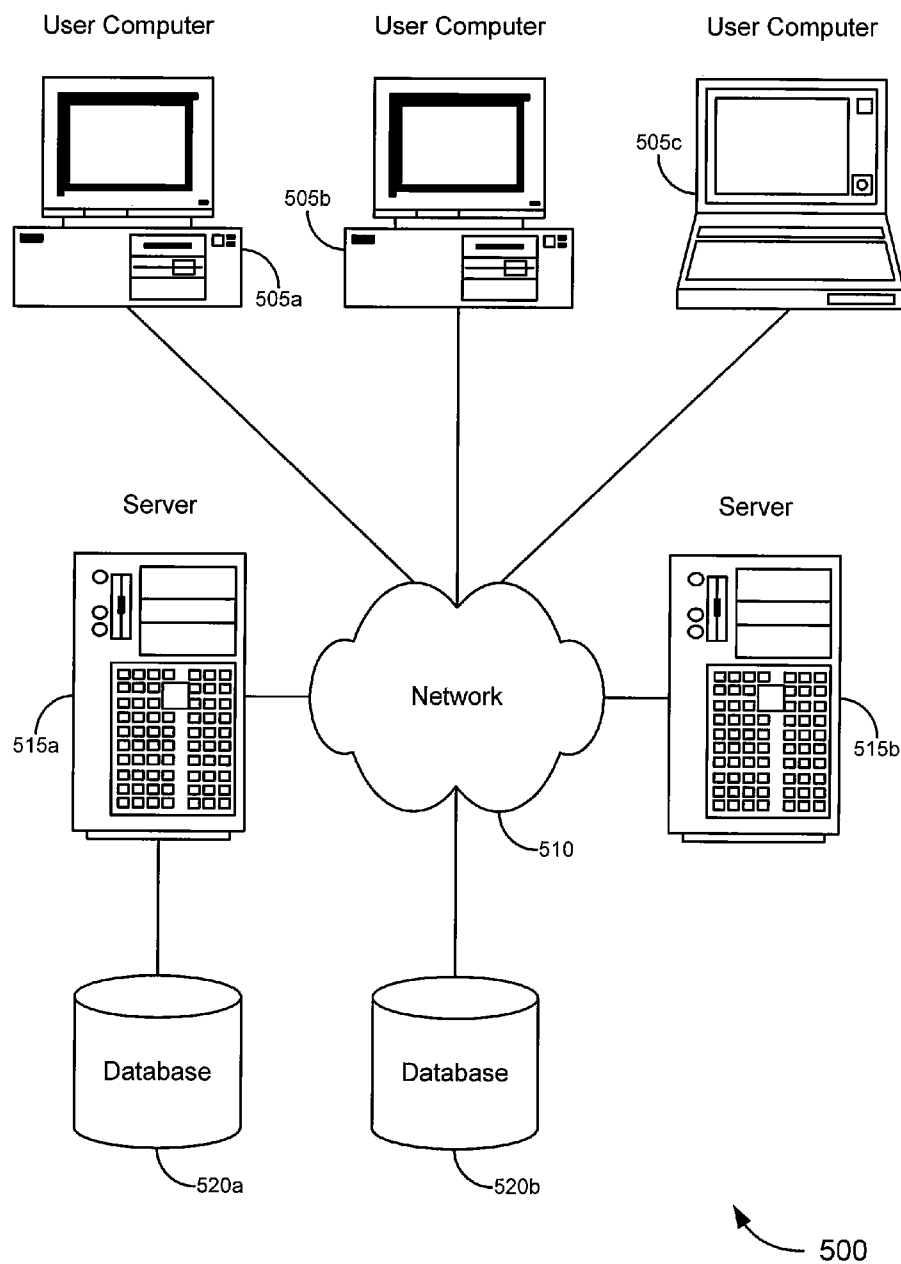 User Computer
User Computer
User Computer
505a
505b
505c
Server
Server
515a
Network
515b
510
Database
Database
520a
520b
500